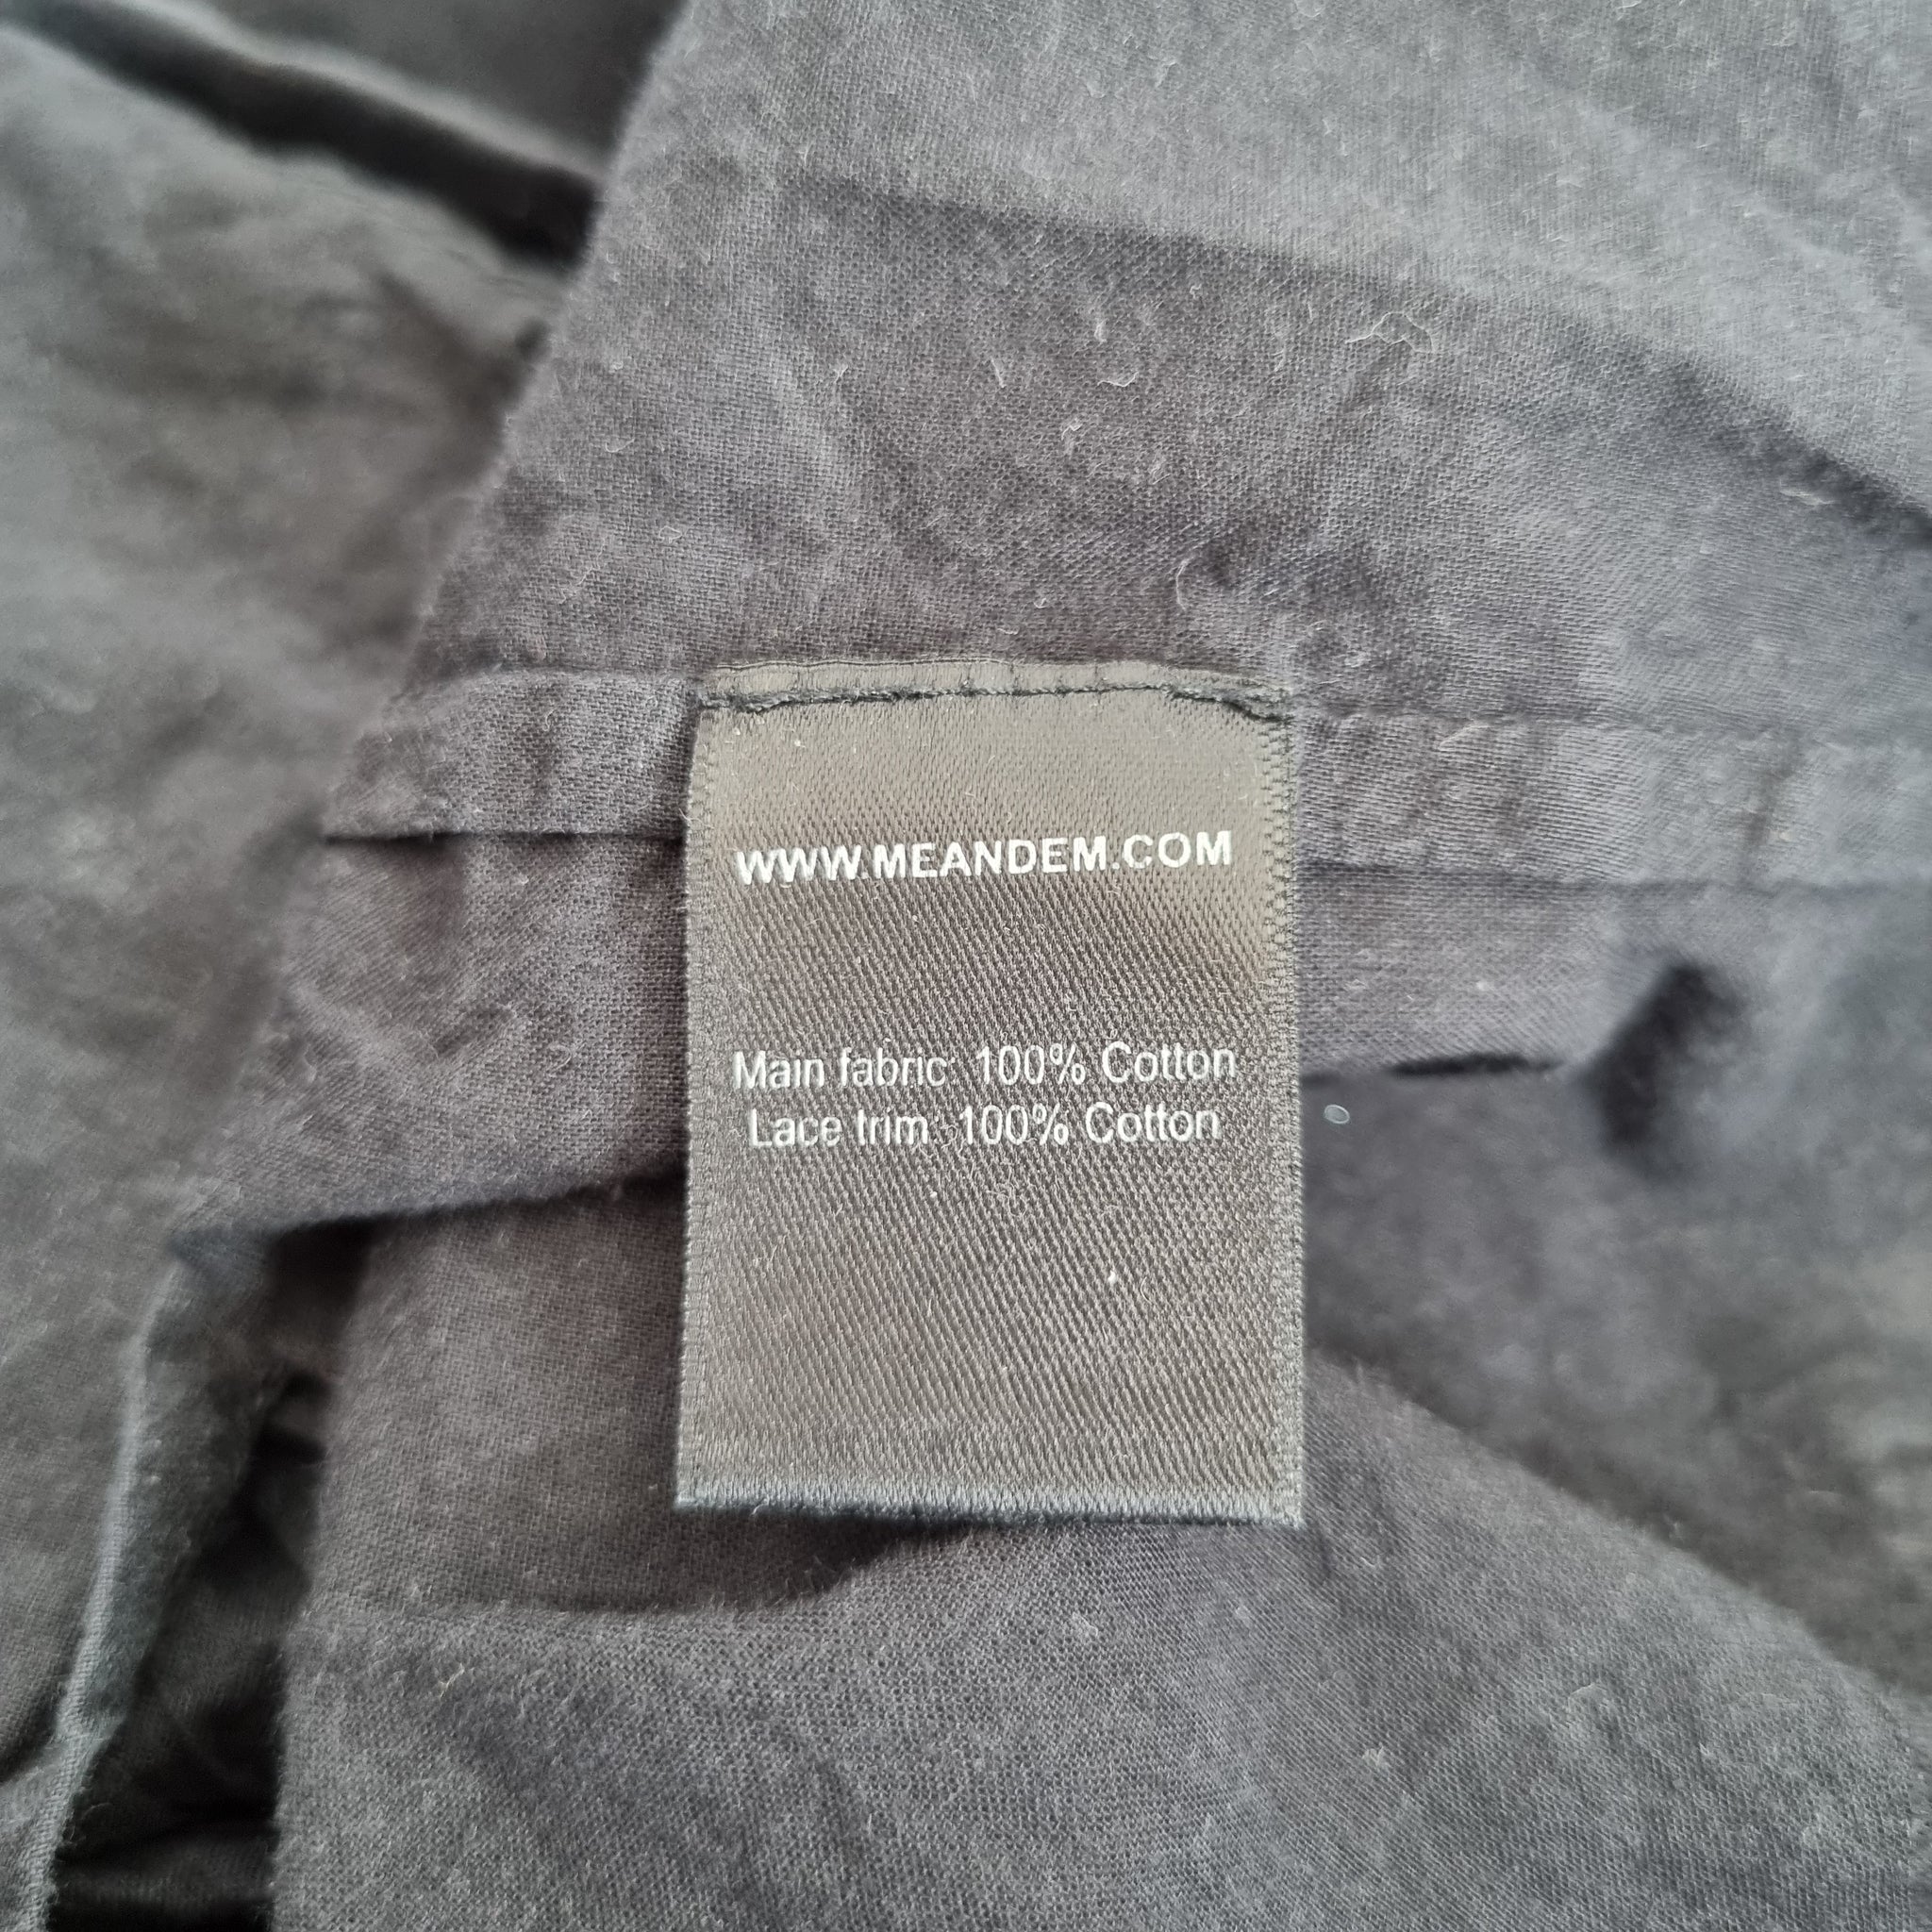 WWW.MEANDEM.COM
Main fabric: 100% Cotton
Lace trim: 100% Cotton